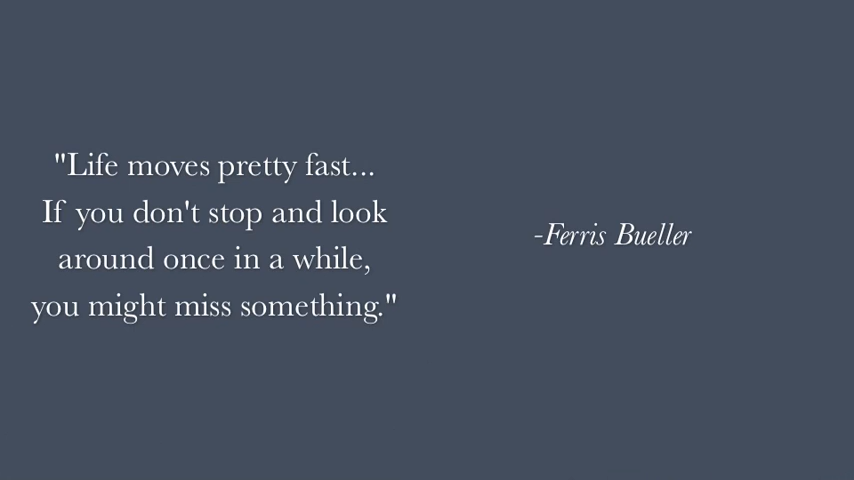 "Life moves pretty fast...
If you don't stop and look
around once in a while,
you might miss something."
-Ferris Bueller